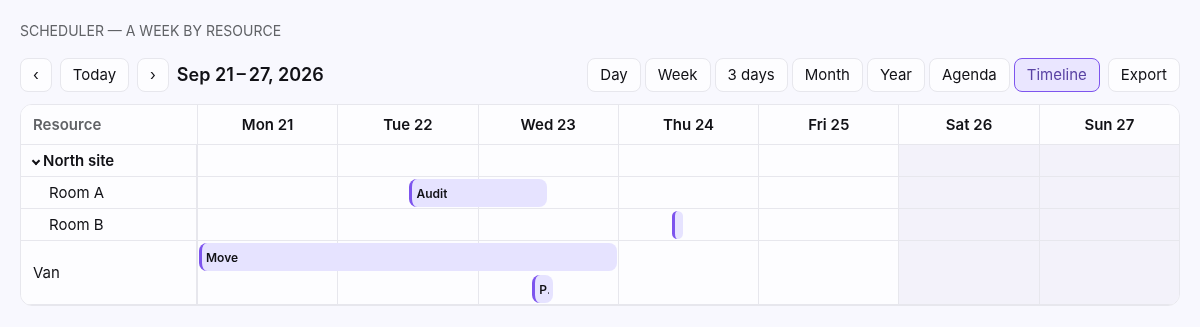 SCHEDULER — A WEEK BY RESOURCE
‹ Today › Sep 21 – 27, 2026 Day Week 3 days Month Year Agenda Timeline Export
Resource Mon 21 Tue 22 Wed 23 Thu 24 Fri 25 Sat 26 Sun 27
North site
Room A Audit
Room B
Move
Van
P.